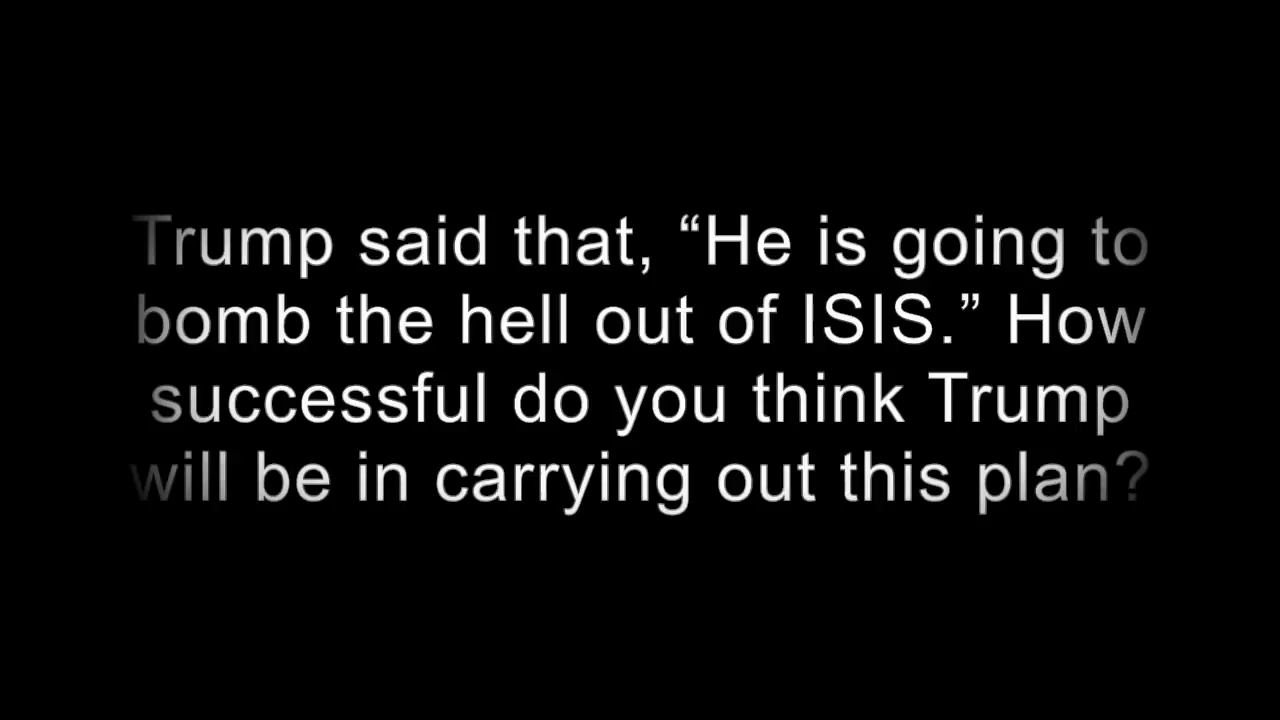 Trump said that, “He is going to
bomb the hell out of ISIS.” How
successful do you think Trump
will be in carrying out this plan?